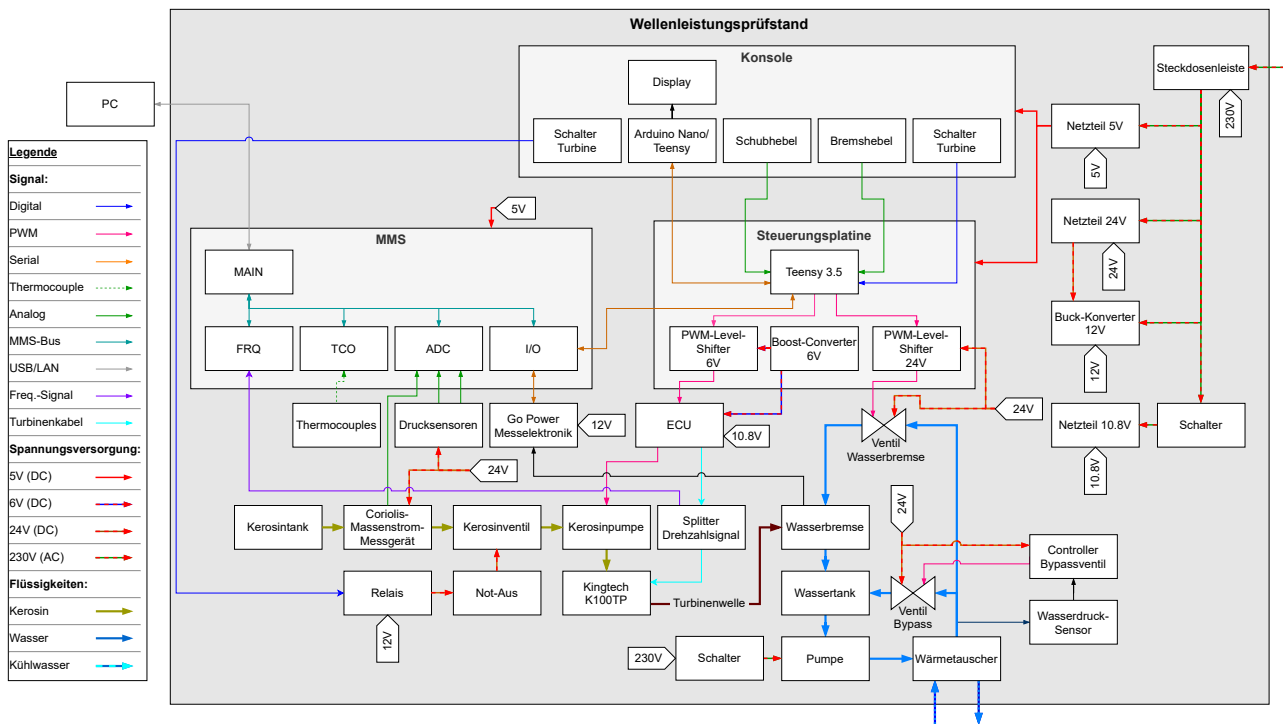 Wellenleistungsprüfstand
Konsole
Display
Schalter
Turbine
Arduino Nano/
Teensy
Schubhebel
Bremshebel
Schalter
Turbine
Steckdosenleiste
230V
Netzteil 5V
5V
Netzteil 24V
24V
Buck-Konverter
12V
12V
Netzteil 10.8V
10.8V
Schalter
PC
Legende
Signal:
Digital
PWM
Serial
Thermocouple
Analog
MMS-Bus
USB/LAN
Freq.-Signal
Turbinenkabel
Spannungsversorgung:
5V (DC)
6V (DC)
24V (DC)
230V (AC)
Flüssigkeiten:
Kerosin
Wasser
Kühlwasser
5V
MMS
MAIN
FRQ
TCO
ADC
I/O
Steuerungsplatine
Teensy 3.5
PWM-Level-
Shifter
6V
Boost-Converter
6V
PWM-Level-
Shifter
24V
Thermocouples
Drucksensoren
Go Power
Messelektronik
12V
ECU
10.8V
24V
Ventil
Wasserbremse
24V
Kerosintank
Coriolis-
Massenstrom-
Messgerät
Kerosinventil
Kerosinpumpe
Splitter
Drehzahlsignal
Wasserbremse
24V
Controller
Bypassventil
Relais
12V
Not-Aus
Kingtech
K100TP
Turbinenwelle
Wassertank
Ventil
Bypass
Wasserdruck-
Sensor
230V
Schalter
Pumpe
Wärmetauscher